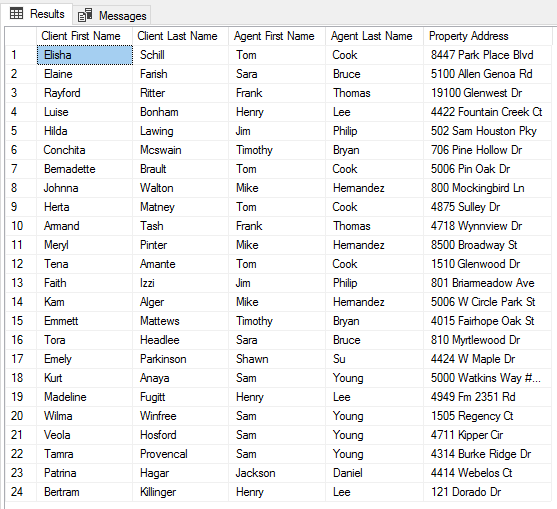 Results Messages
Client First Name Client Last Name Agent First Name Agent Last Name Property Address
1 Elisha Schill Tom Cook 8447 Park Place Blvd
2 Elaine Farish Sara Bruce 5100 Allen Genoa Rd
3 Rayford Ritter Frank Thomas 19100 Glenwest Dr
4 Luise Bonham Henry Lee 4422 Fountain Creek Ct
5 Hilda Lawing Jim Philip 502 Sam Houston Pky
6 Conchita Mcswain Timothy Bryan 706 Pine Hollow Dr
7 Bernadette Brault Tom Cook 5006 Pin Oak Dr
8 Johnna Walton Mike Hernandez 800 Mockingbird Ln
9 Herta Matney Tom Cook 4875 Sulley Dr
10 Armand Tash Frank Thomas 4718 Wynnview Dr
11 Meryl Pinter Mike Hernandez 8500 Broadway St
12 Tena Amante Tom Cook 1510 Glenwood Dr
13 Faith Izzi Jim Philip 801 Briarmeadow Ave
14 Kam Alger Mike Hernandez 5006 W Circle Park St
15 Emmett Mattews Timothy Bryan 4015 Fairhope Oak St
16 Tora Headlee Sara Bruce 810 Myrtlewood Dr
17 Emely Parkinson Shawn Su 4424 W Maple Dr
18 Kurt Anaya Sam Young 5000 Watkins Way #...
19 Madeline Fugitt Henry Lee 4949 Fm 2351 Rd
20 Wilma Winfree Sam Young 1505 Regency Ct
21 Veola Hosford Sam Young 4711 Kipper Cir
22 Tamra Provencal Sam Young 4314 Burke Ridge Dr
23 Patrina Hagar Jackson Daniel 4414 Webelos Ct
24 Bertram Killinger Henry Lee 121 Dorado Dr